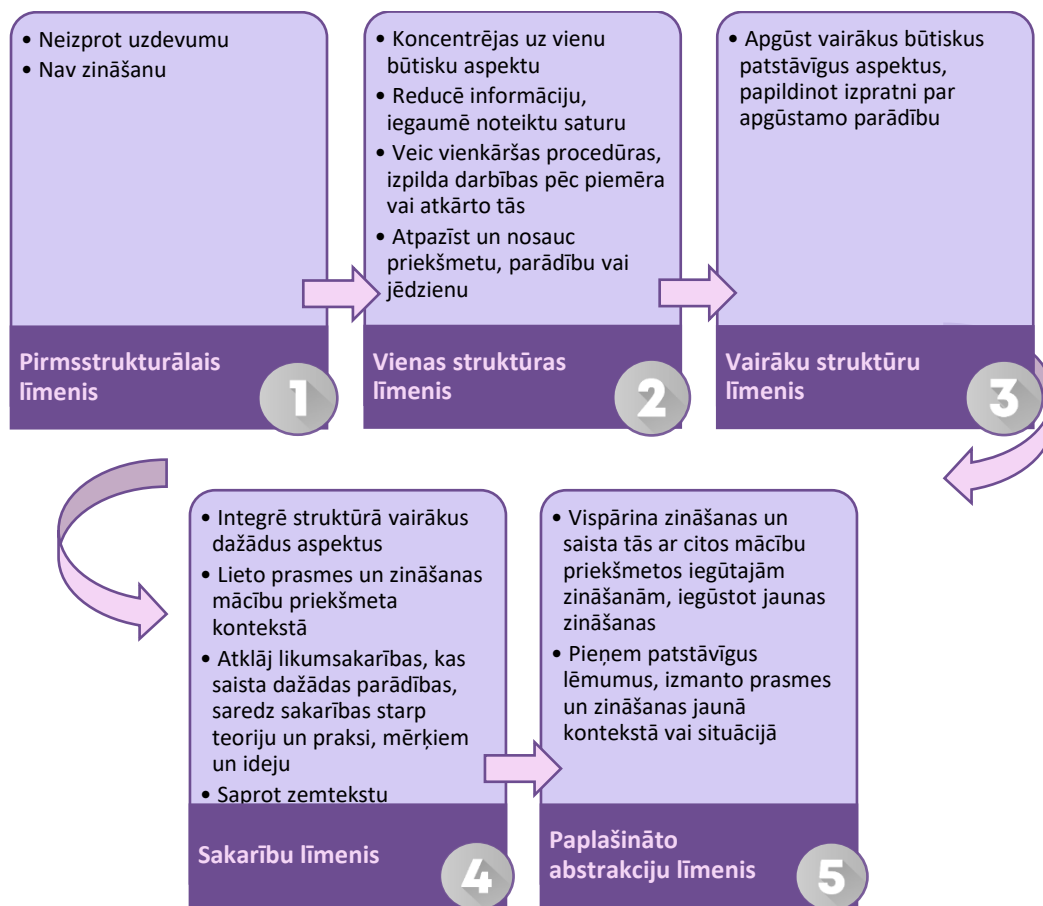 • Neizprot uzdevumu
• Nav zināšanu
Pirmsstrukturālais
līmenis
1
• Koncentrējas uz vienu
būtisku aspektu
• Reducē informāciju,
iegaumē noteiktu saturu
• Veic vienkāršas procedūras,
izpilda darbības pēc piemēra
vai atkārto tās
• Atpazīst un nosauc
priekšmetu, parādību vai
jēdzienu
Vienas struktūras
līmenis
2
• Apgūst vairākus būtiskus
patstāvīgus aspektus,
papildinot izpratni par
apgūstamo parādību
Vairāku struktūru
līmenis
3
• Integrē struktūrā vairākus
dažādus aspektus
• Lieto prasmes un zināšanas
mācību priekšmeta
kontekstā
• Atklāj likumsakarības, kas
saista dažādas parādības,
saredz sakarības starp
teoriju un praksi, mērķiem
un ideju
• Saprot zemtekstu
Sakarību līmenis
4
• Vispārina zināšanas un
saista tās ar citos mācību
priekšmetos iegūtajām
zināšanām, iegūstot jaunas
zināšanas
• Pieņem patstāvīgus
lēmumus, izmanto prasmes
un zināšanas jaunā
kontekstā vai situācijā
Paplašināto
abstrakciju līmenis
5